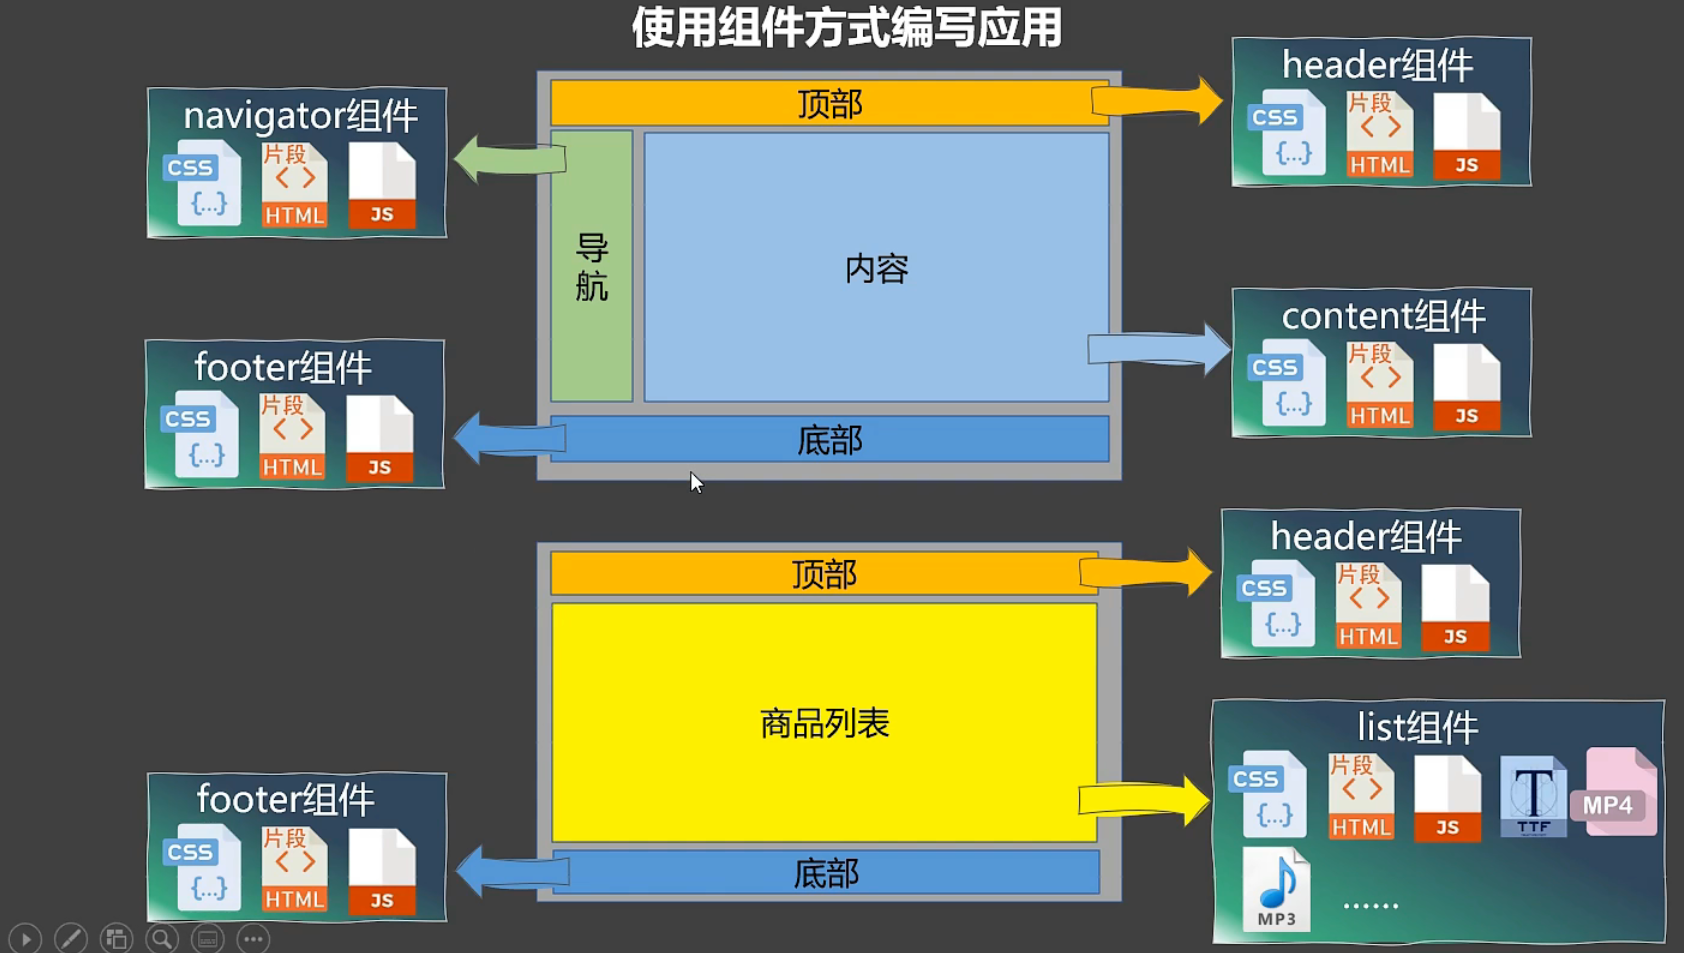 使用组件方式编写应用
navigator组件
CSS
{...}
片段
< >
HTML
JS
顶部
导
航
内容
底部
header组件
CSS
{...}
片段
< >
HTML
JS
footer组件
CSS
{...}
片段
< >
HTML
JS
content组件
CSS
{...}
片段
< >
HTML
JS
顶部
商品列表
底部
header组件
CSS
{...}
片段
< >
HTML
JS
footer组件
CSS
{...}
片段
< >
HTML
JS
list组件
CSS
{...}
片段
< >
HTML
JS
T
TTF
MP4
MP3
......